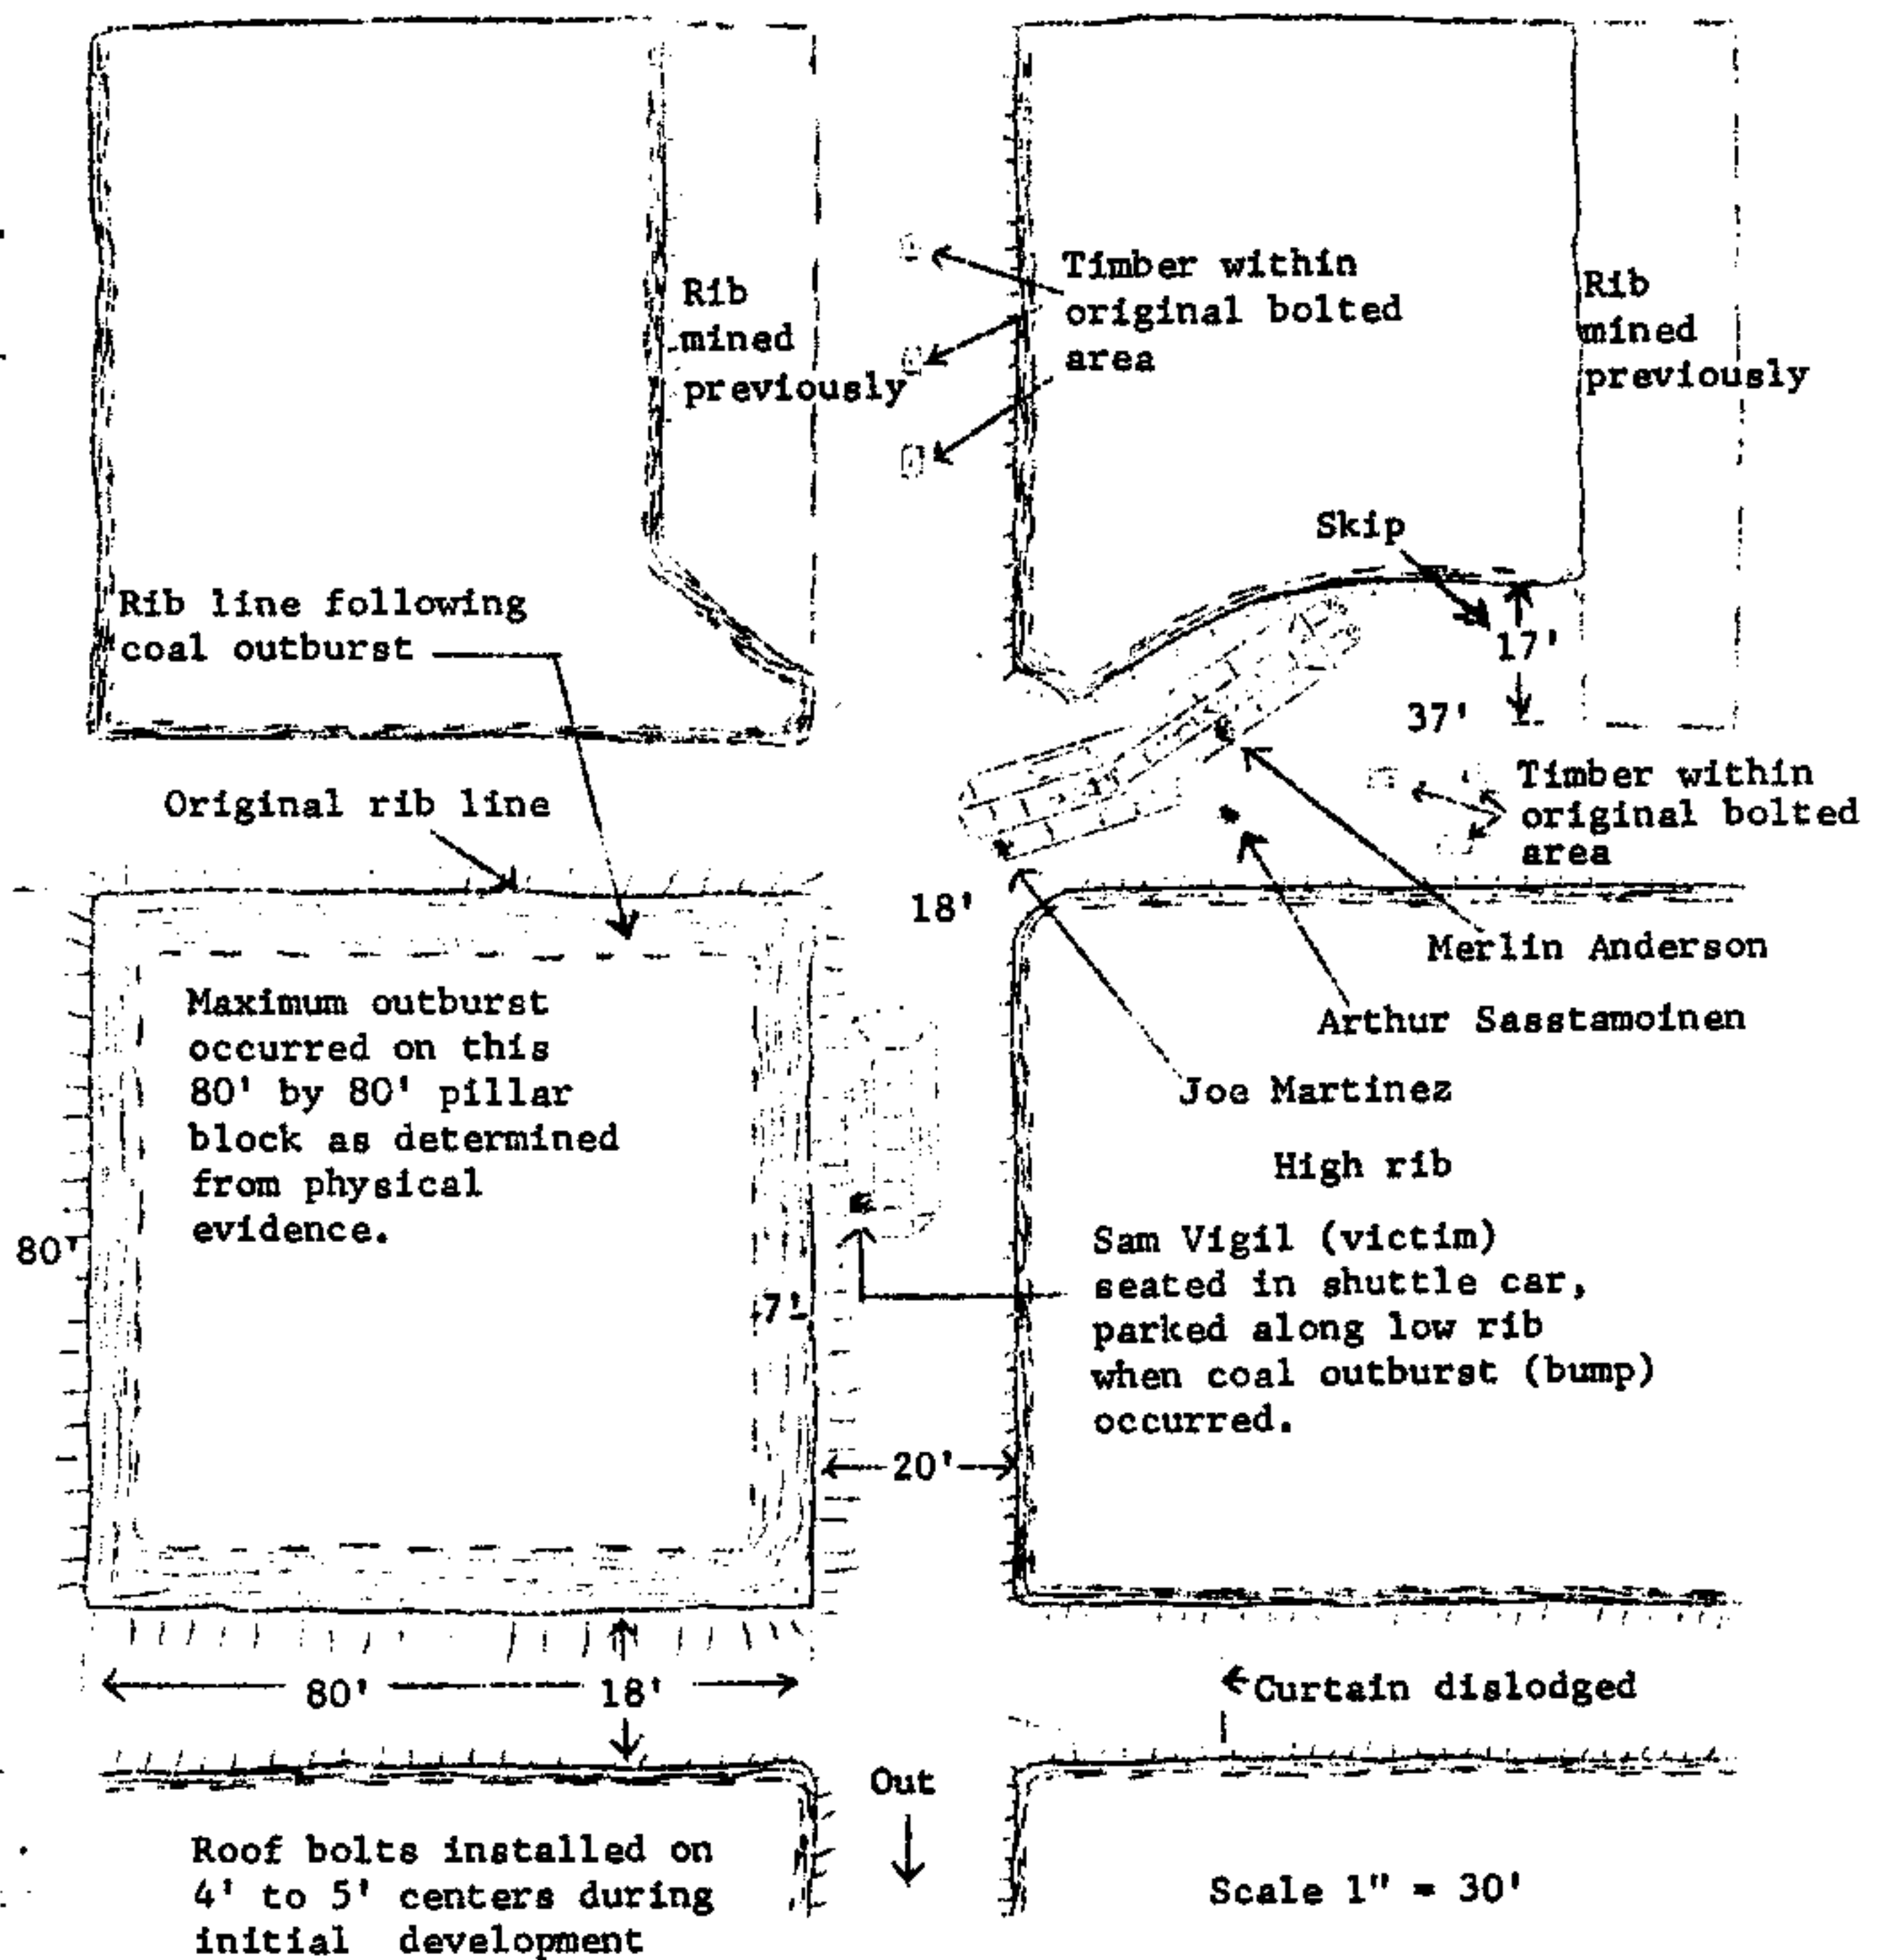 Timber within
original bolted
area
Rib
mined
previously
Rib
mined
previously
Skip
17'
37'
Rib line following
coal outburst
Original rib line
Timber within
original bolted
area
18'
Merlin Anderson
Arthur Sasstamoinen
Joe Martinez
Maximum outburst
occurred on this
80' by 80' pillar
block as determined
from physical
evidence.
High rib
80'
7'
Sam Vigil (victim)
seated in shuttle car,
parked along low rib
when coal outburst (bump)
occurred.
20'
80'
18'
Curtain dislodged
Out
Roof bolts installed on
4' to 5' centers during
initial development
Scale 1" = 30'